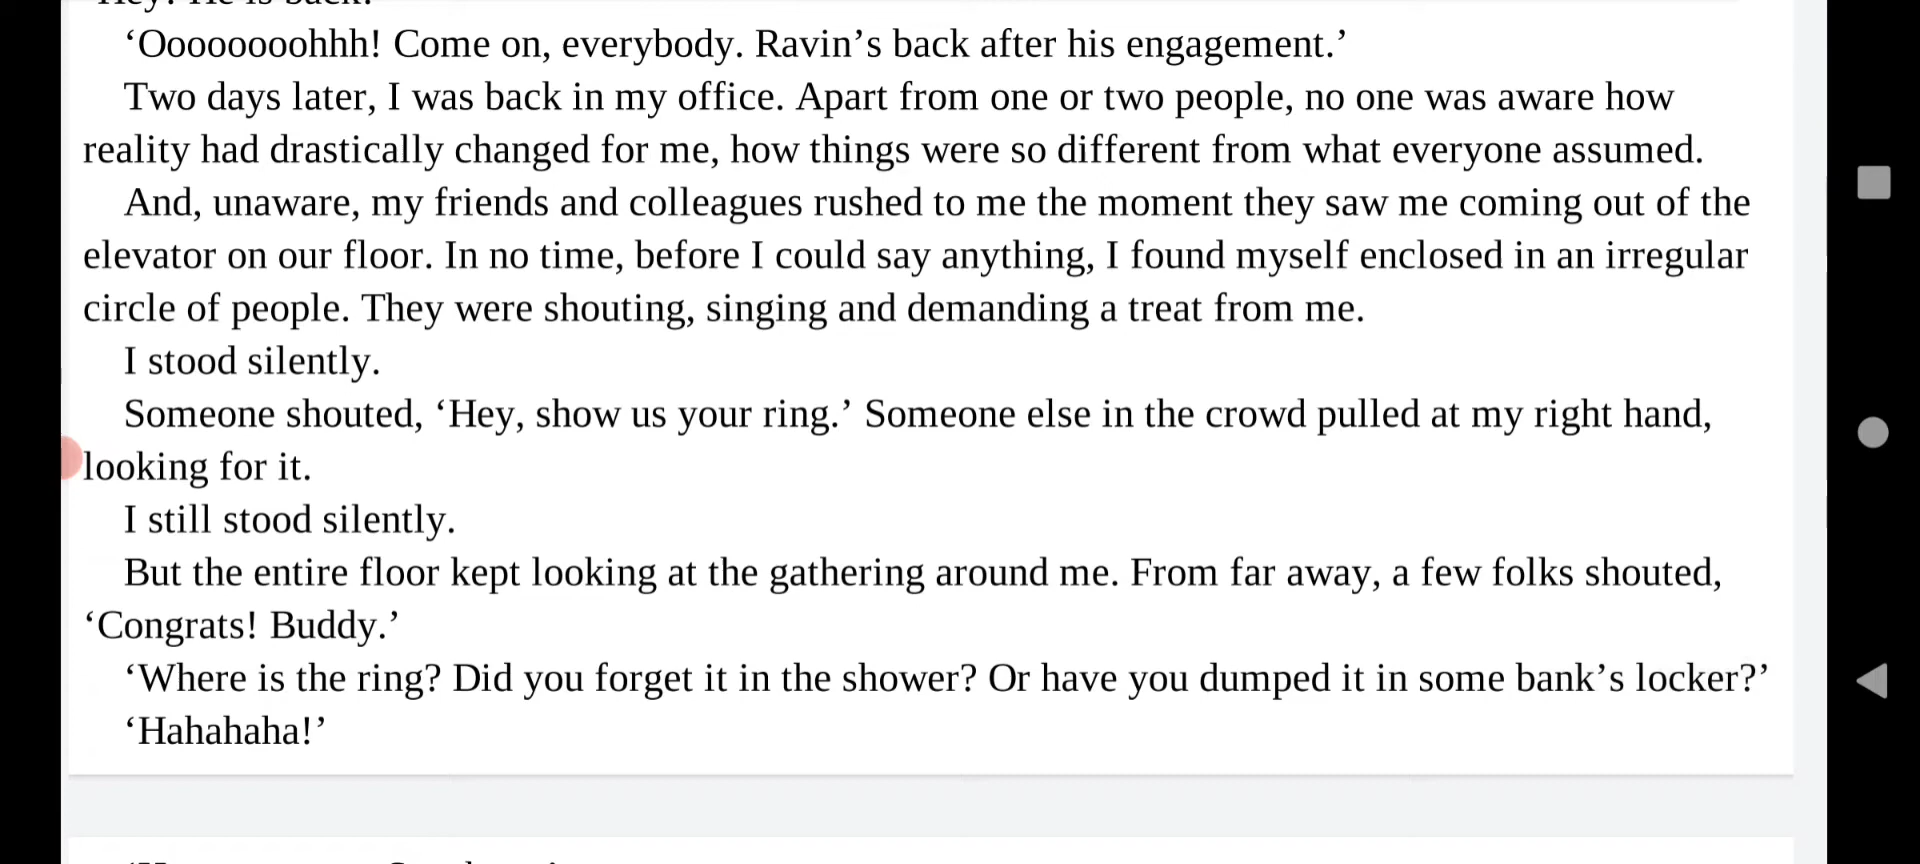 'Ooooooooohhh! Come on, everybody. Ravin's back after his engagement.'
Two days later, I was back in my office. Apart from one or two people, no one was aware how
reality had drastically changed for me, how things were so different from what everyone assumed.
And, unaware, my friends and colleagues rushed to me the moment they saw me coming out of the
elevator on our floor. In no time, before I could say anything, I found myself enclosed in an irregular
circle of people. They were shouting, singing and demanding a treat from me.
I stood silently.
Someone shouted, ‘Hey, show us your ring.’ Someone else in the crowd pulled at my right hand,
looking for it.
I still stood silently.
But the entire floor kept looking at the gathering around me. From far away, a few folks shouted,
‘Congrats! Buddy.’
‘Where is the ring? Did you forget it in the shower? Or have you dumped it in some bank’s locker?’
‘Hahahaha!’